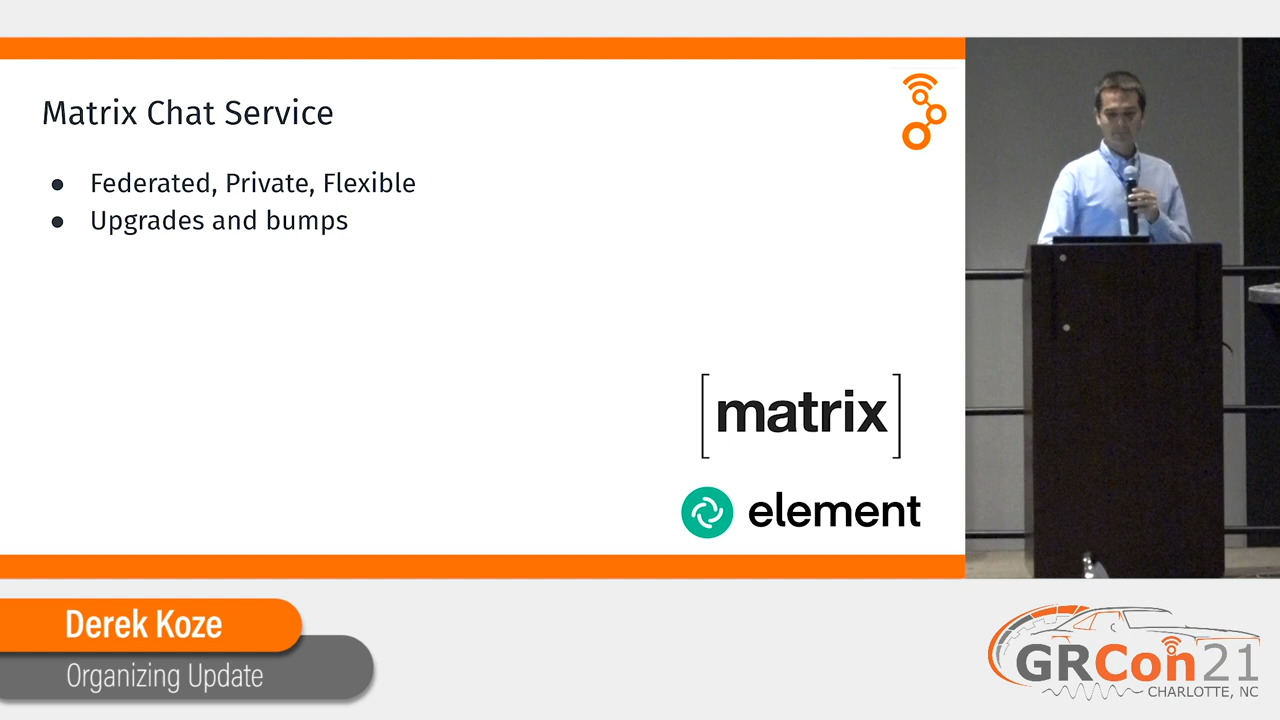 Matrix Chat Service
● Federated, Private, Flexible
● Upgrades and bumps
[matrix]
element
Derek Koze
Organizing Update
GRCon21
CHARLOTTE, NC